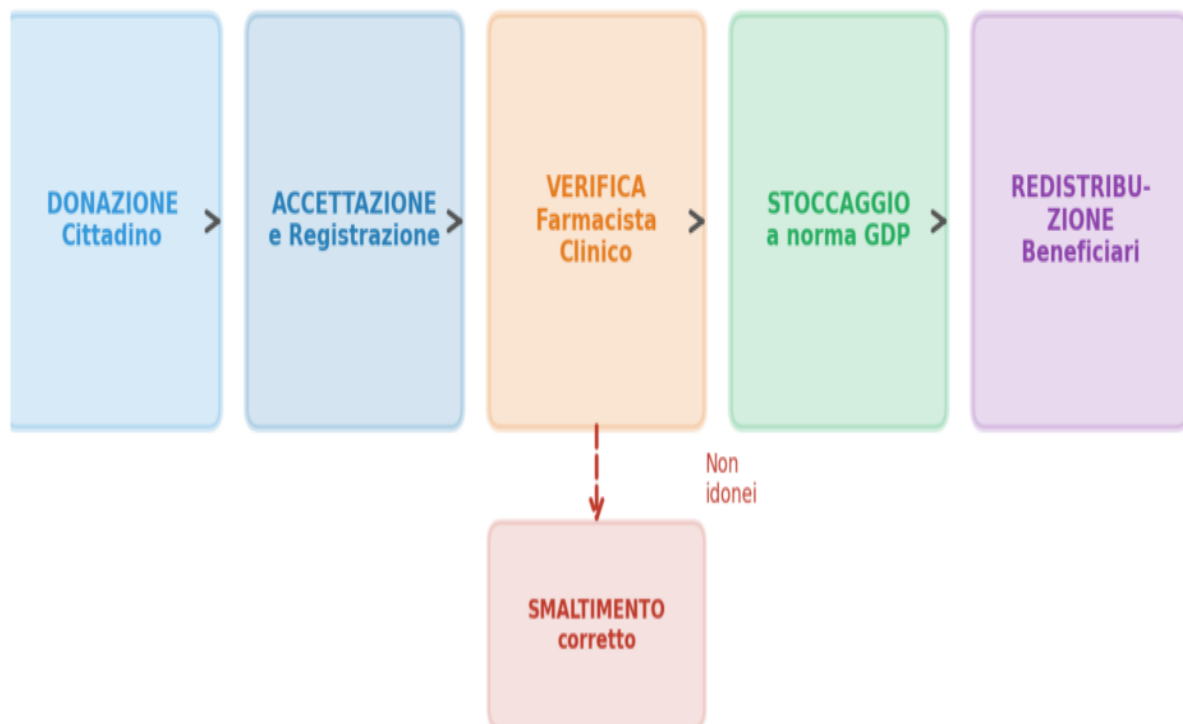 DONAZIONE
Cittadino
>
ACCETTAZIONE
e Registrazione
>
VERIFICA
Farmacista
Clinico
>
STOCCAGGIO
a norma GDP
>
REDISTRIBU-
ZIONE
Beneficiari
Non
idonei
SMALTIMENTO
corretto